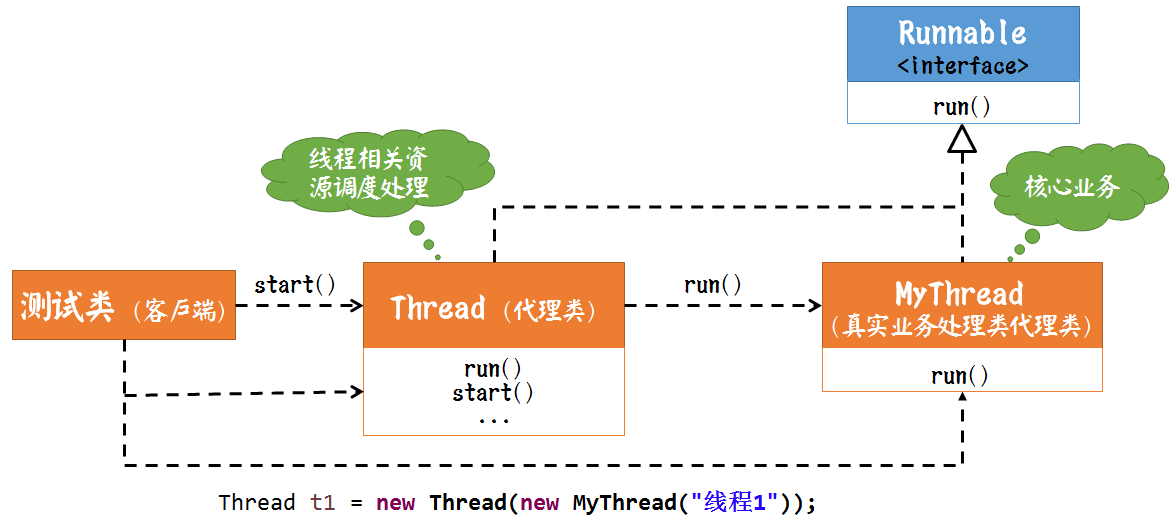 Runnable
<interface>
run()
线程相关资
源调度处理
核心业务
测试类（客户端）
start()
Thread（代理类）
run()
start()
...
run()
MyThread
（真实业务处理类代理类）
run()
Thread t1 = new Thread(new MyThread("线程1"));